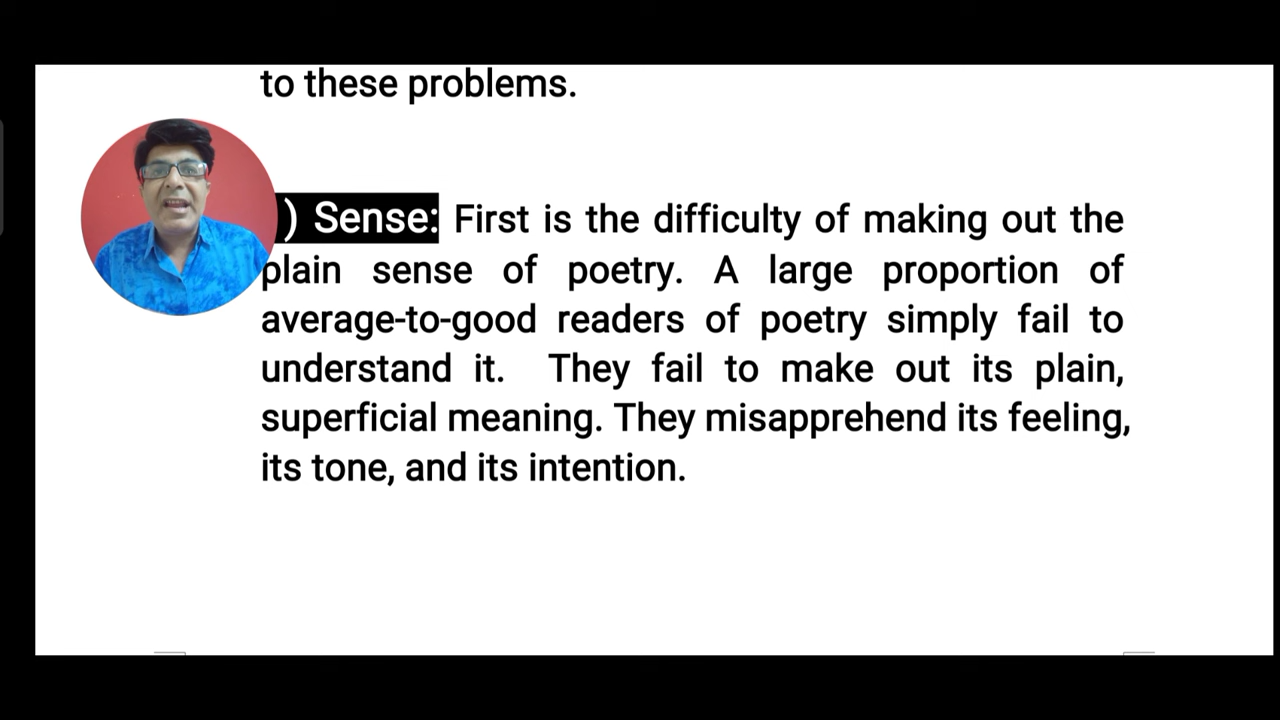 to these problems.
) Sense: First is the difficulty of making out the
plain sense of poetry. A large proportion of
average-to-good readers of poetry simply fail to
understand it. They fail to make out its plain,
superficial meaning. They misapprehend its feeling,
its tone, and its intention.